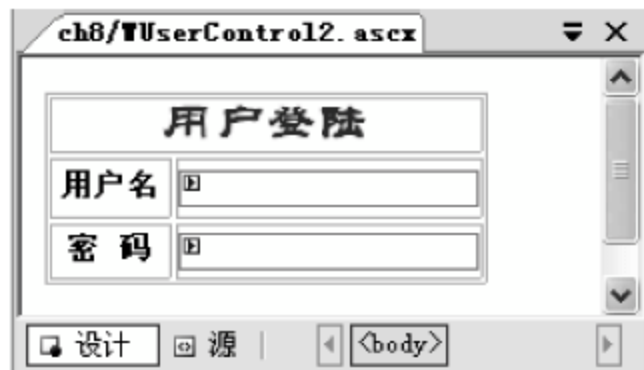 ch8/WUserControl2.ascx
用户登陆
用户名
密 码
设计 源 <body>